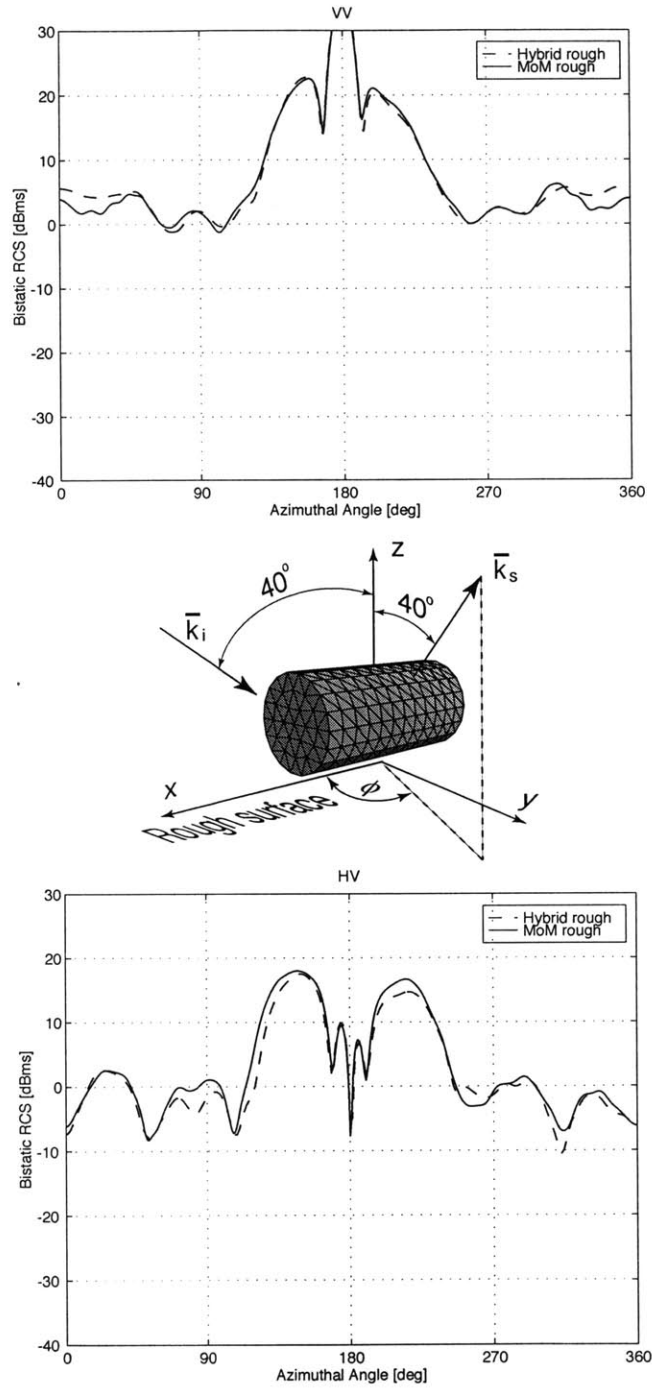 VV
30
20
10
0
-10
-20
-30
-40
Bistatic RCS [dBms]
Hybrid rough
MoM rough
0 90 180 270 360
Azimuthal Angle [deg]
z
40°
40°
k̄ᵢ
k̄ₛ
x
ø
y
Rough surface
HV
30
20
10
0
-10
-20
-30
-40
Bistatic RCS [dBms]
Hybrid rough
MoM rough
0 90 180 270 360
Azimuthal Angle [deg]